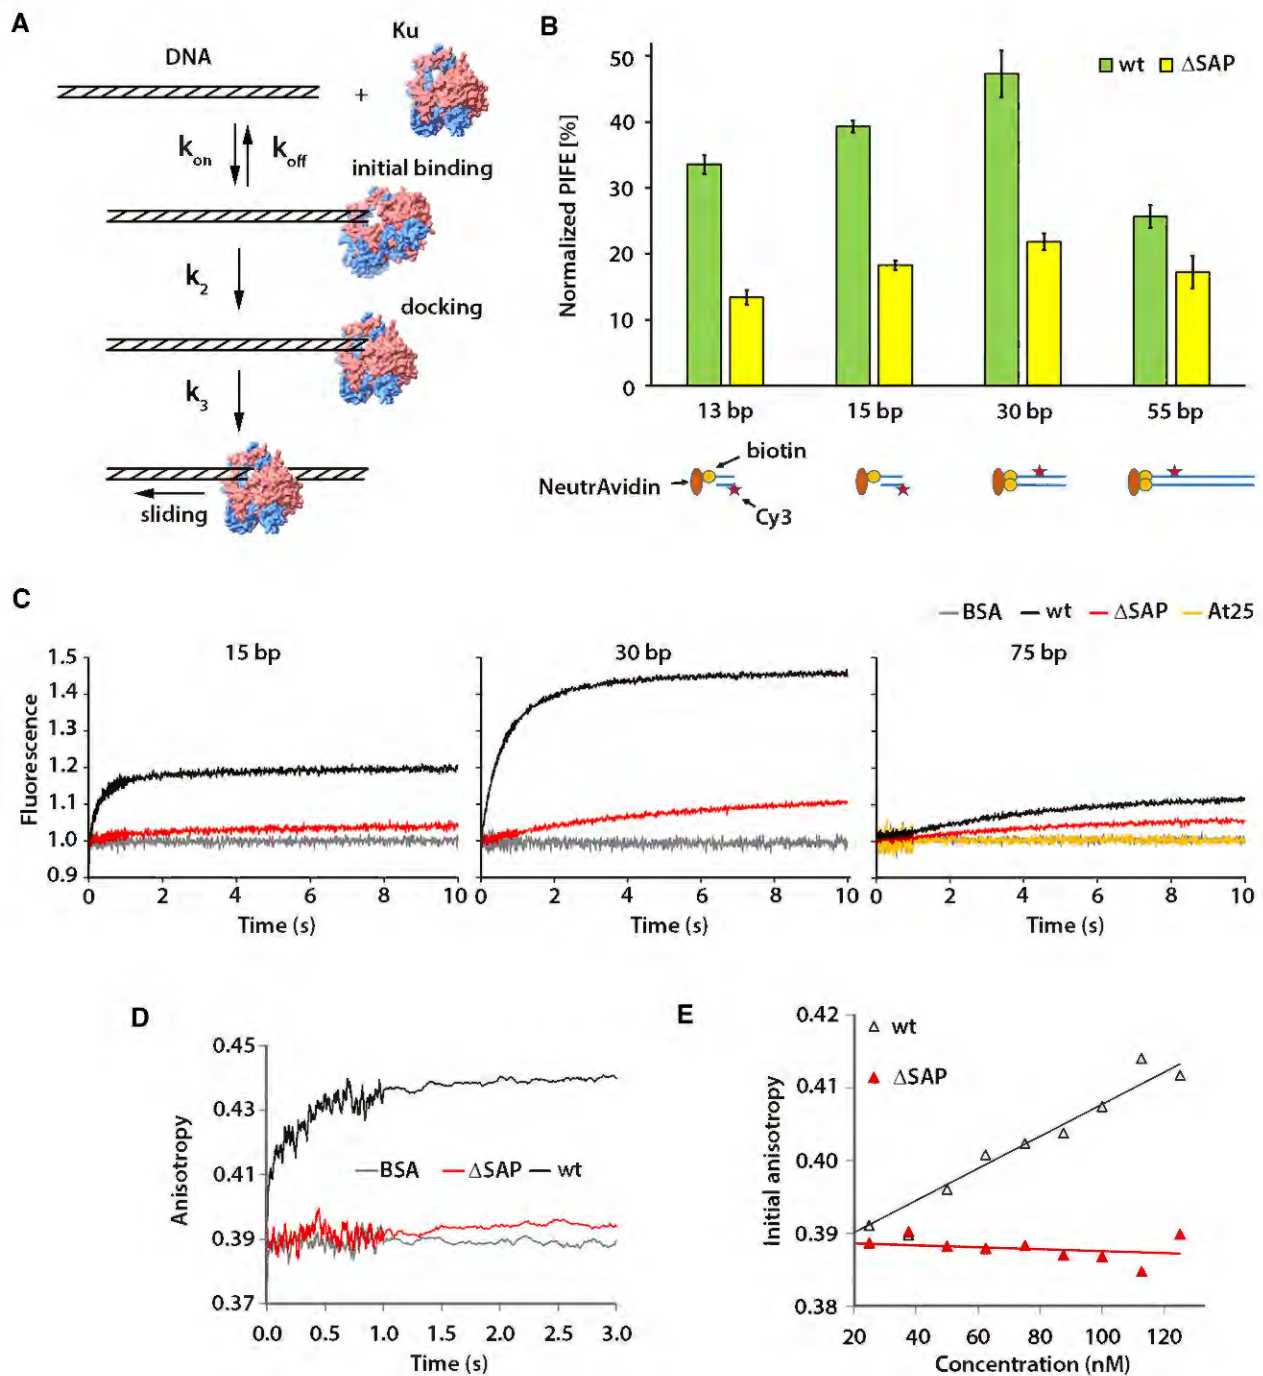 A
DNA
Ku
+
kon
koff
initial binding
k2
docking
k3
sliding
B
Normalized PIFE [%]
50
40
30
20
10
0
wt
ΔSAP
13 bp
15 bp
30 bp
55 bp
biotin
NeutrAvidin
Cy3
C
BSA
wt
ΔSAP
At25
15 bp
30 bp
75 bp
Fluorescence
1.5
1.4
1.3
1.2
1.1
1.0
0.9
0 2 4 6 8 10
0 2 4 6 8 10
0 2 4 6 8 10
Time (s)
Time (s)
Time (s)
D
Anisotropy
0.45
0.43
0.41
0.39
0.37
BSA
ΔSAP
wt
0.0 0.5 1.0 1.5 2.0 2.5 3.0
Time (s)
E
Initial anisotropy
0.42
0.41
0.40
0.39
0.38
wt
ΔSAP
20 40 60 80 100 120
Concentration (nM)